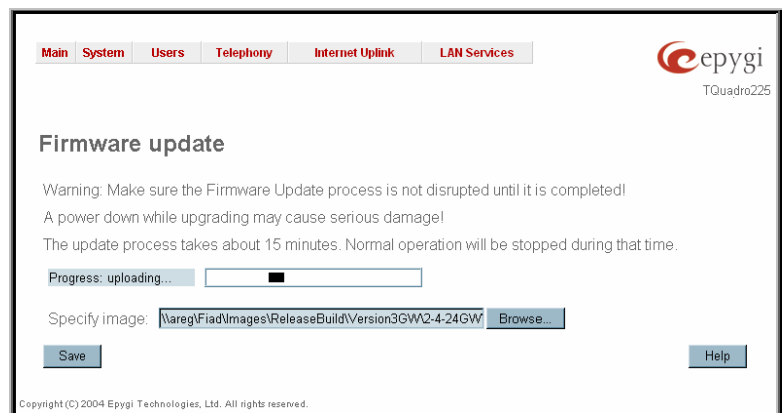 Main System Users Telephony Internet Uplink LAN Services
epygi
TQuadro225
Firmware update
Warning: Make sure the Firmware Update process is not disrupted until it is completed!
A power down while upgrading may cause serious damage!
The update process takes about 15 minutes. Normal operation will be stopped during that time.
Progress: uploading...
Specify image: \\areg\Fiad\Images\ReleaseBuild\Version3GW\2-4-24GW\ Browse...
Save Help
Copyright (C) 2004 Epygi Technologies, Ltd. All rights reserved.